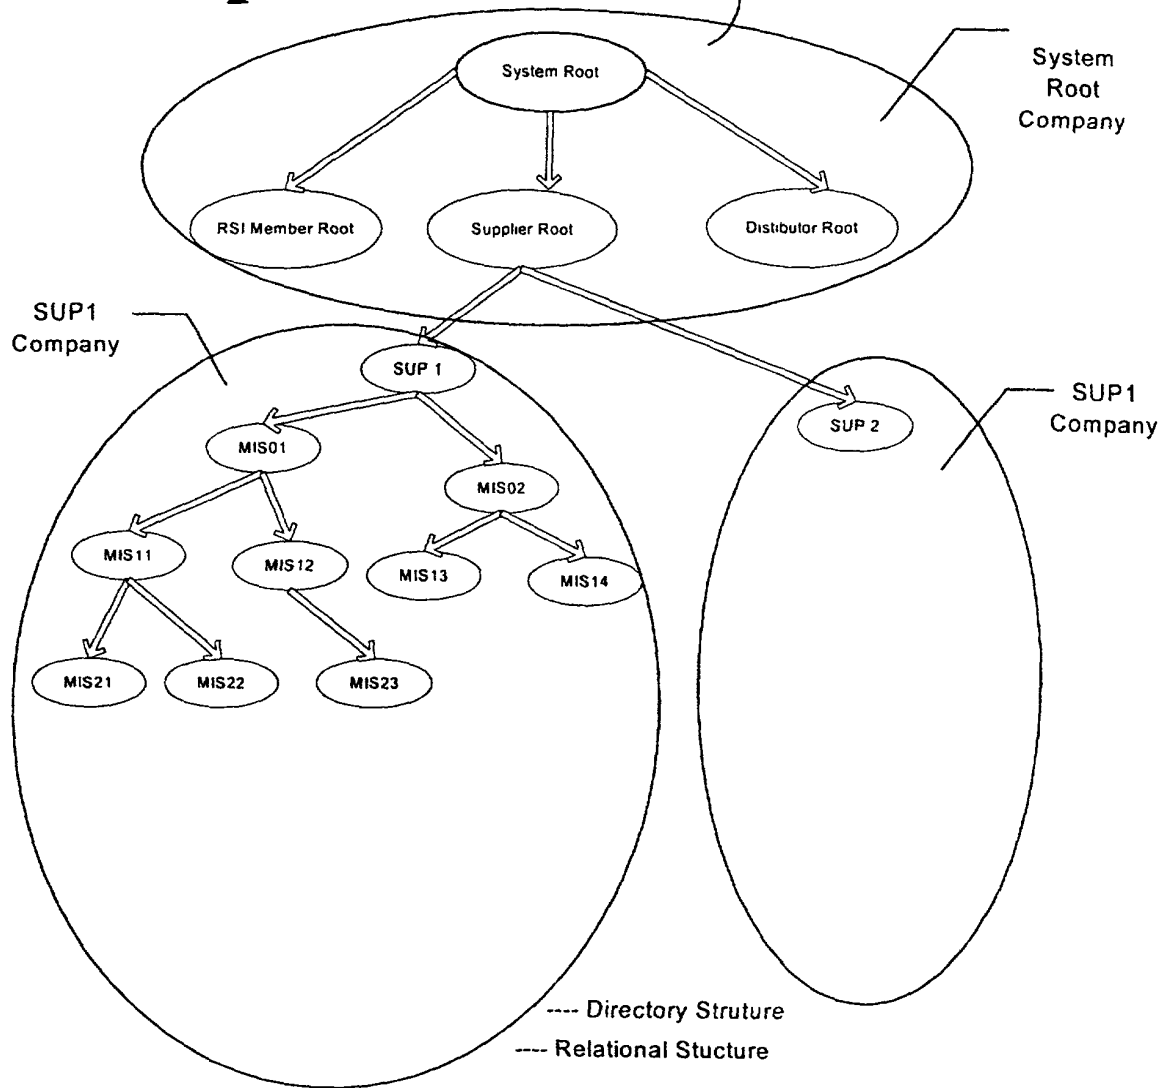 System Root
System
Root
Company
RSI Member Root
Supplier Root
Distibutor Root
SUP1
Company
SUP 1
SUP1
Company
SUP 2
MIS01
MIS02
MIS11
MIS12
MIS13
MIS14
MIS21
MIS22
MIS23
---- Directory Struture
---- Relational Stucture